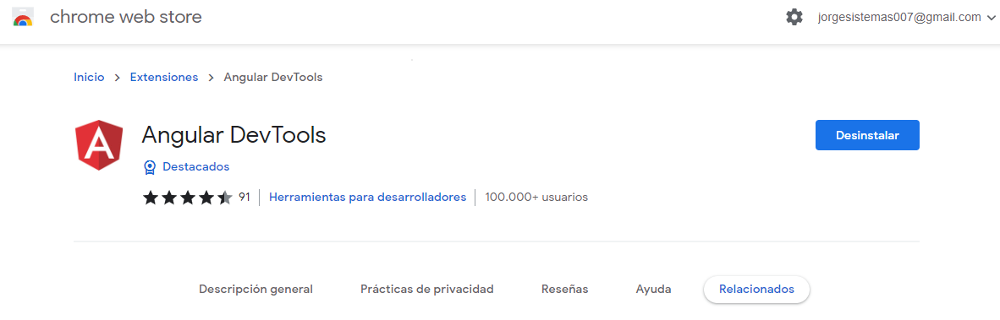 chrome web store jorgesistemas007@gmail.com
Inicio > Extensiones > Angular DevTools
A
Angular DevTools
Desinstalar
Destacados
91 Herramientas para desarrolladores 100.000+ usuarios
Descripción general Prácticas de privacidad Reseñas Ayuda Relacionados